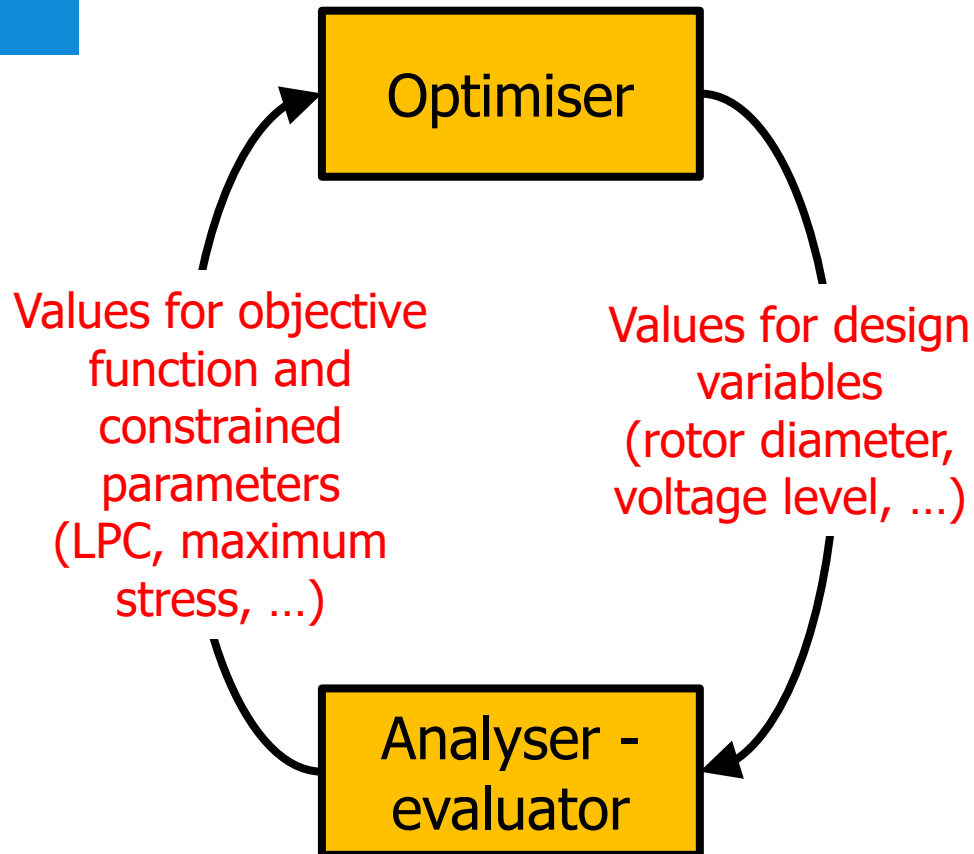 Optimiser
Values for objective
function and
constrained
parameters
(LPC, maximum
stress, ...)
Values for design
variables
(rotor diameter,
voltage level, ...)
Analyser -
evaluator